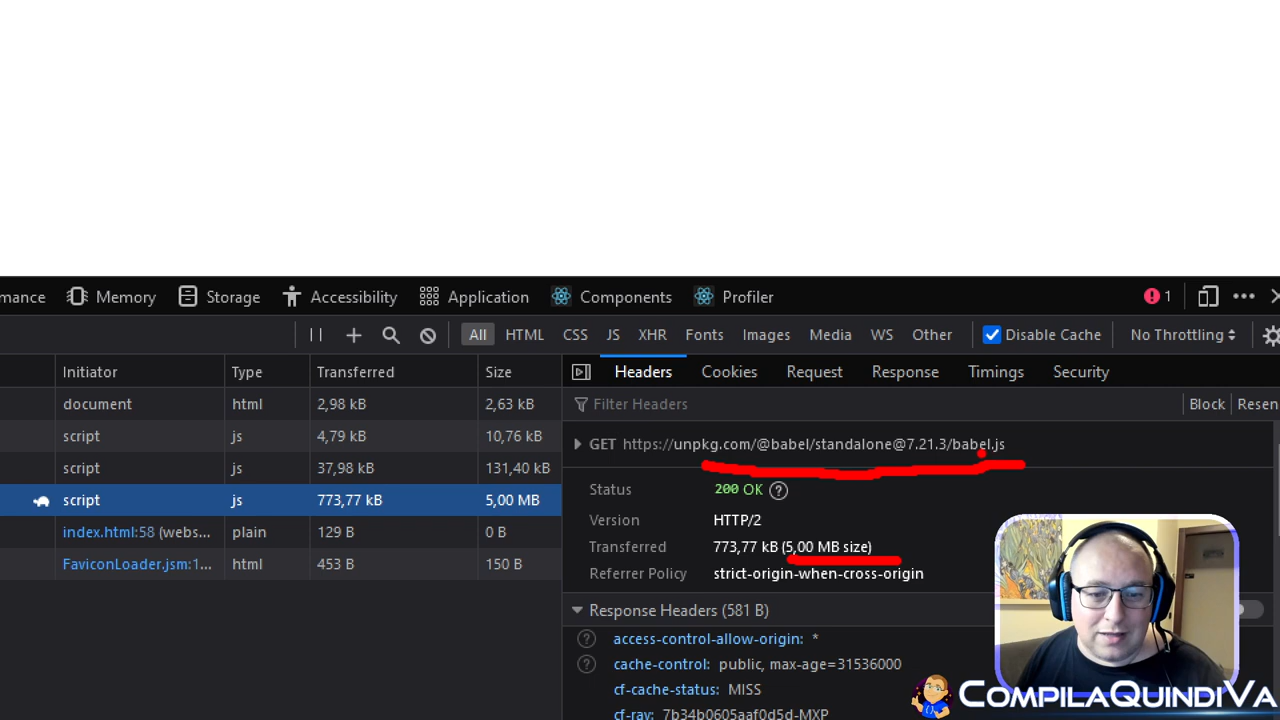 mance Memory Storage Accessibility Application Components Profiler 1
All HTML CSS JS XHR Fonts Images Media WS Other Disable Cache No Throttling
Initiator Type Transferred Size
document html 2,98 kB 2,63 kB
script js 4,79 kB 10,76 kB
script js 37,98 kB 131,40 kB
script js 773,77 kB 5,00 MB
index.html:58 (webs... plain 129 B 0 B
FaviconLoader.jsm:1... html 453 B 150 B
Headers Cookies Request Response Timings Security
Filter Headers Block Resen
GET https://unpkg.com/@babel/standalone@7.21.3/babel.js
Status 200 OK ?
Version HTTP/2
Transferred 773,77 kB (5,00 MB size)
Referrer Policy strict-origin-when-cross-origin
Response Headers (581 B)
? access-control-allow-origin: *
? cache-control: public, max-age=31536000
cf-cache-status: MISS
cf-ray: 7b34b0605aaf0d5d-MXP
COMPILAQUINDIVA